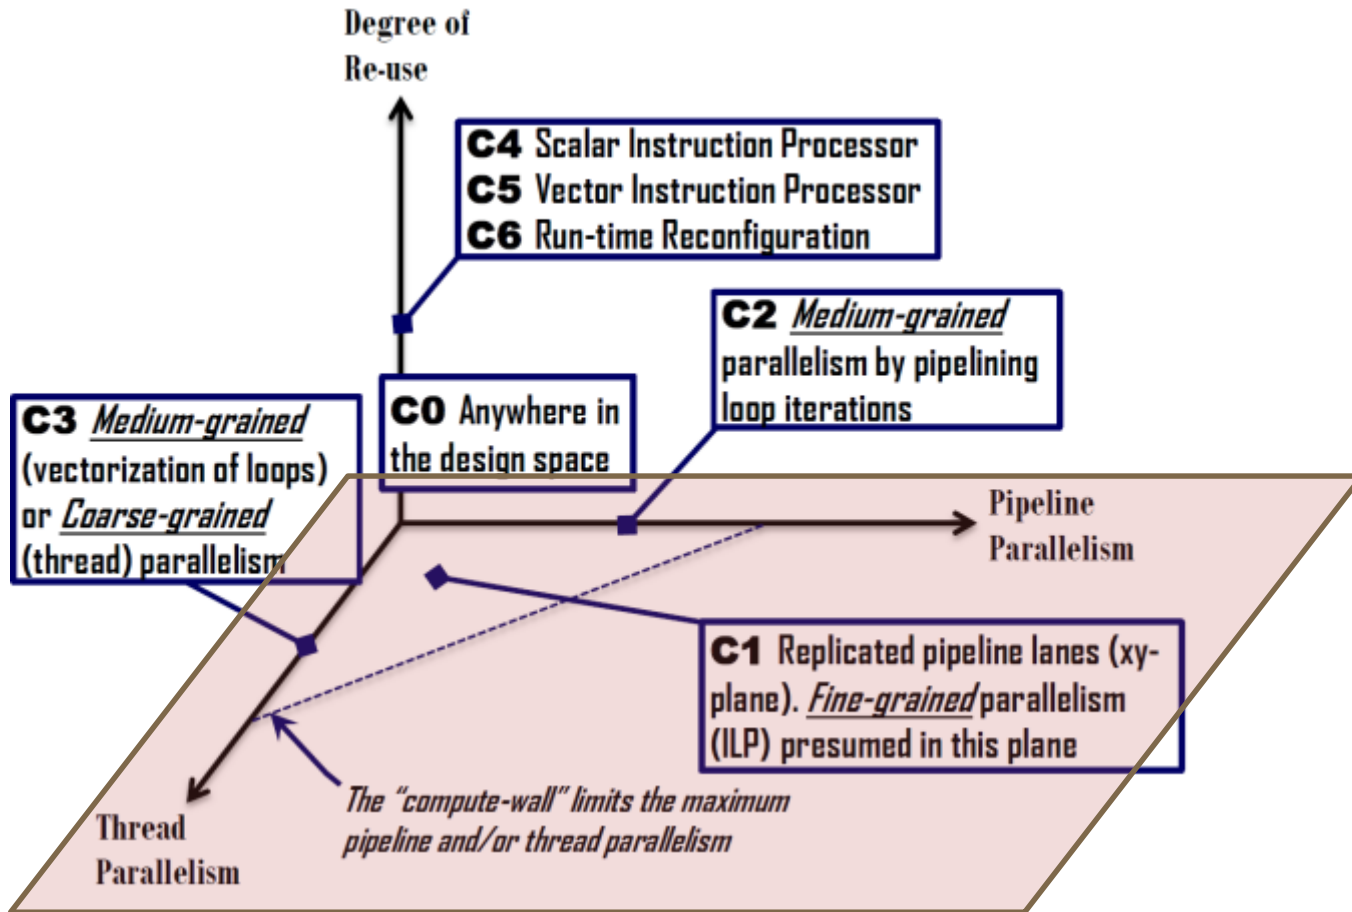 Degree of
Re-use
C4 Scalar Instruction Processor
C5 Vector Instruction Processor
C6 Run-time Reconfiguration
C2 Medium-grained
parallelism by pipelining
loop iterations
C0 Anywhere in
the design space
C3 Medium-grained
(vectorization of loops)
or Coarse-grained
(thread) parallelism
Pipeline
Parallelism
C1 Replicated pipeline lanes (xy-
plane). Fine-grained parallelism
(ILP) presumed in this plane
The “compute-wall” limits the maximum
pipeline and/or thread parallelism
Thread
Parallelism